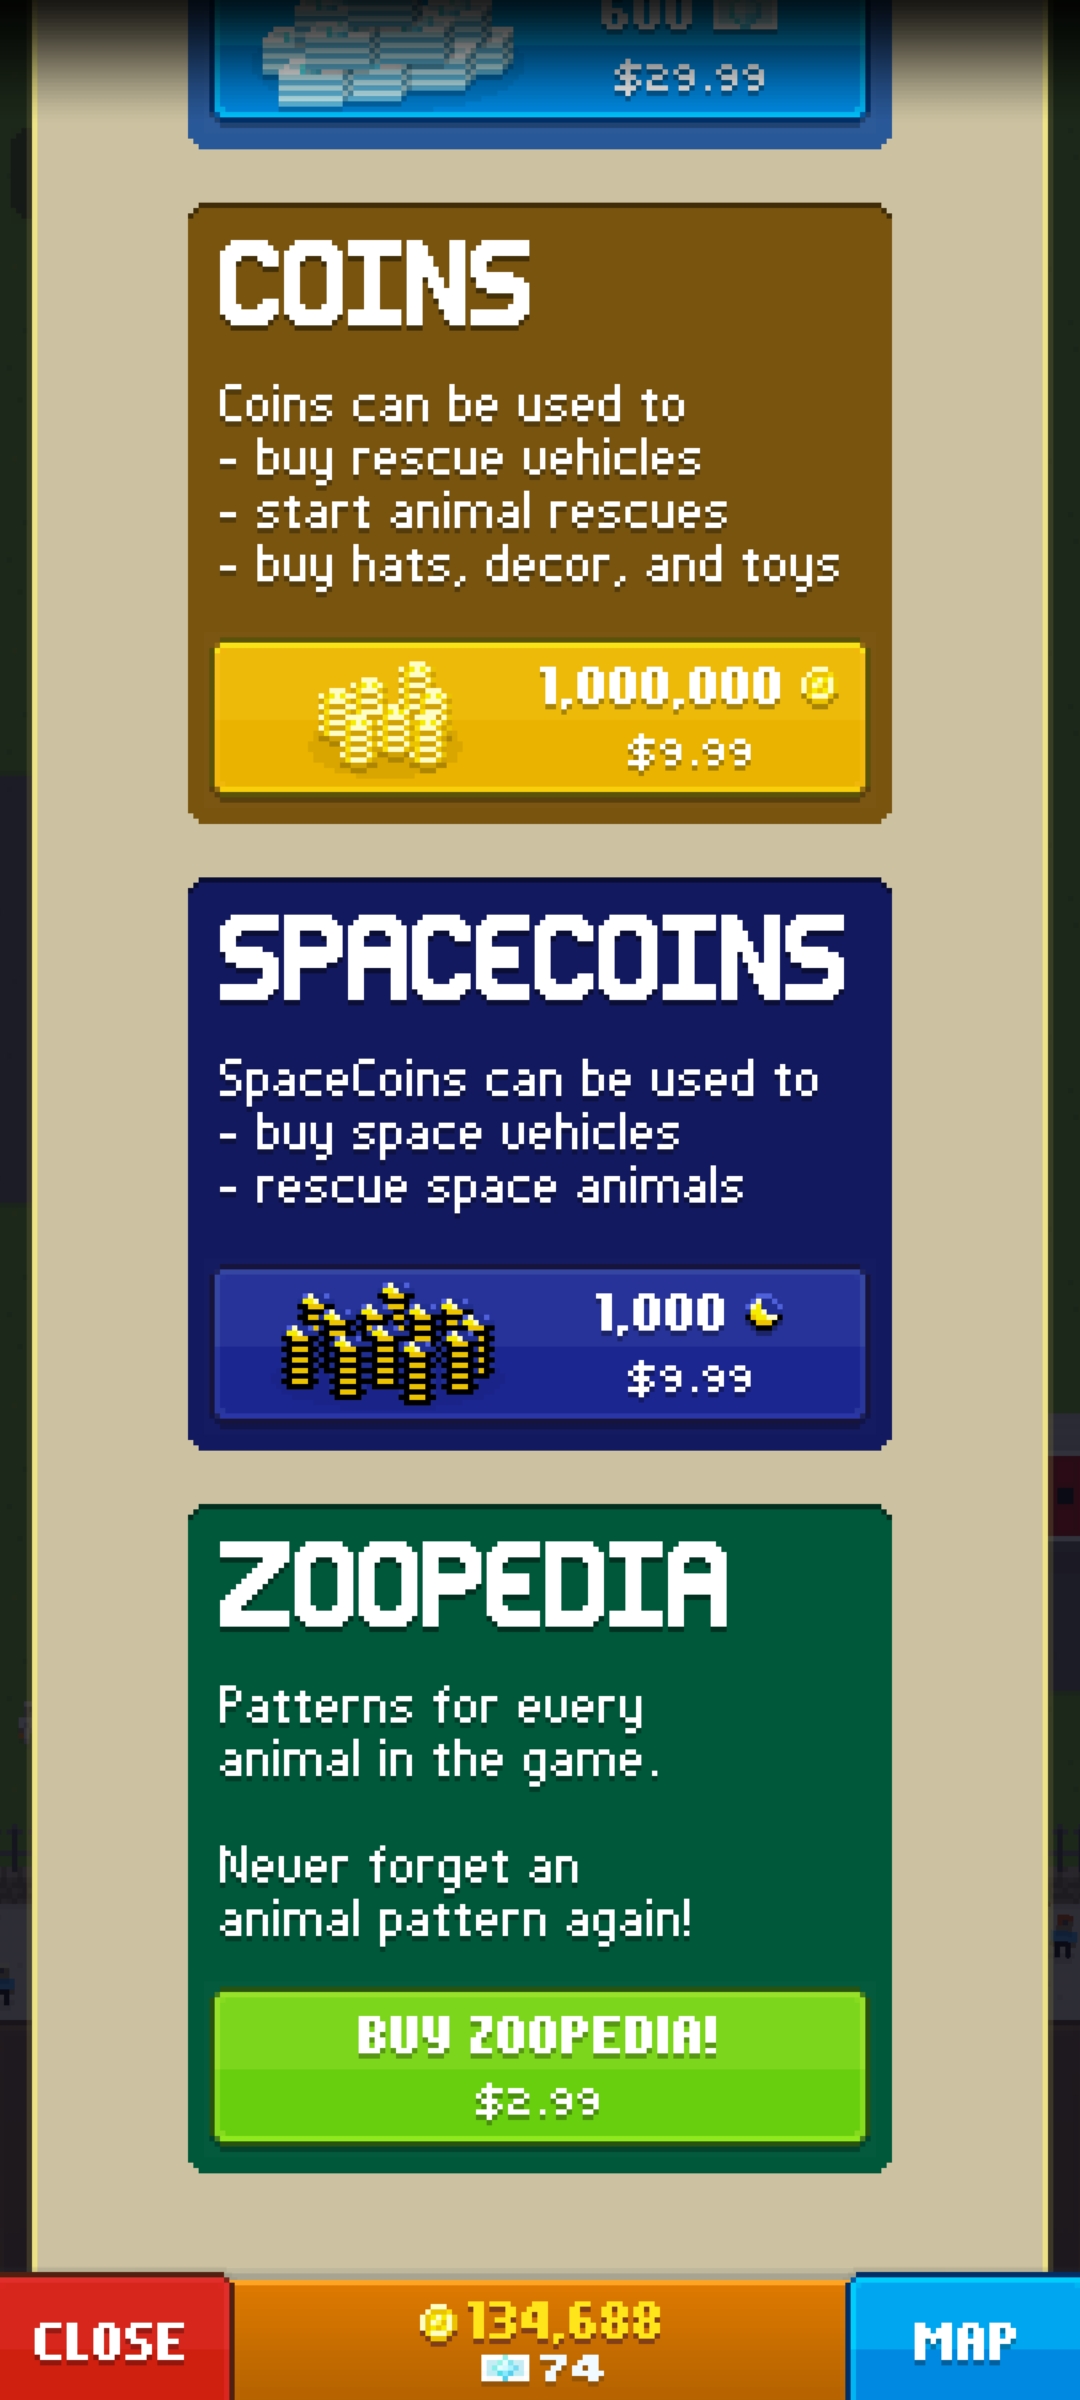 600
$29.99
COINS
Coins can be used to
- buy rescue vehicles
- start animal rescues
- buy hats, decor, and toys
1,000,000
$9.99
SPACECOINS
SpaceCoins can be used to
- buy space vehicles
- rescue space animals
1,000
$9.99
ZOOPEDIA
Patterns for every
animal in the game.
Never forget an
animal pattern again!
BUY ZOOPEDIA!
$2.99
CLOSE
134,688
74
MAP